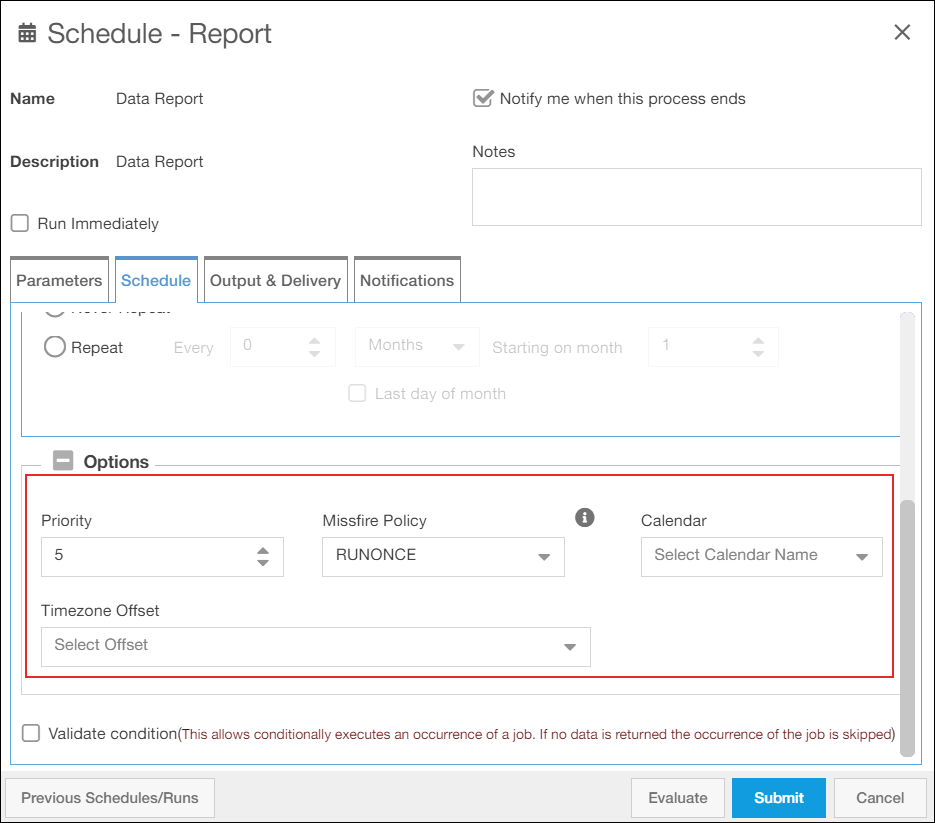 Schedule - Report
Name Data Report
Notify me when this process ends
Description Data Report
Notes
Run Immediately
Parameters Schedule Output & Delivery Notifications
Never Repeat
Repeat Every 0 Months Starting on month 1
Last day of month
Options
Priority Missfire Policy Calendar
5 RUNONCE Select Calendar Name
Timezone Offset
Select Offset
Validate condition(This allows conditionally executes an occurrence of a job. If no data is returned the occurrence of the job is skipped)
Previous Schedules/Runs Evaluate Submit Cancel